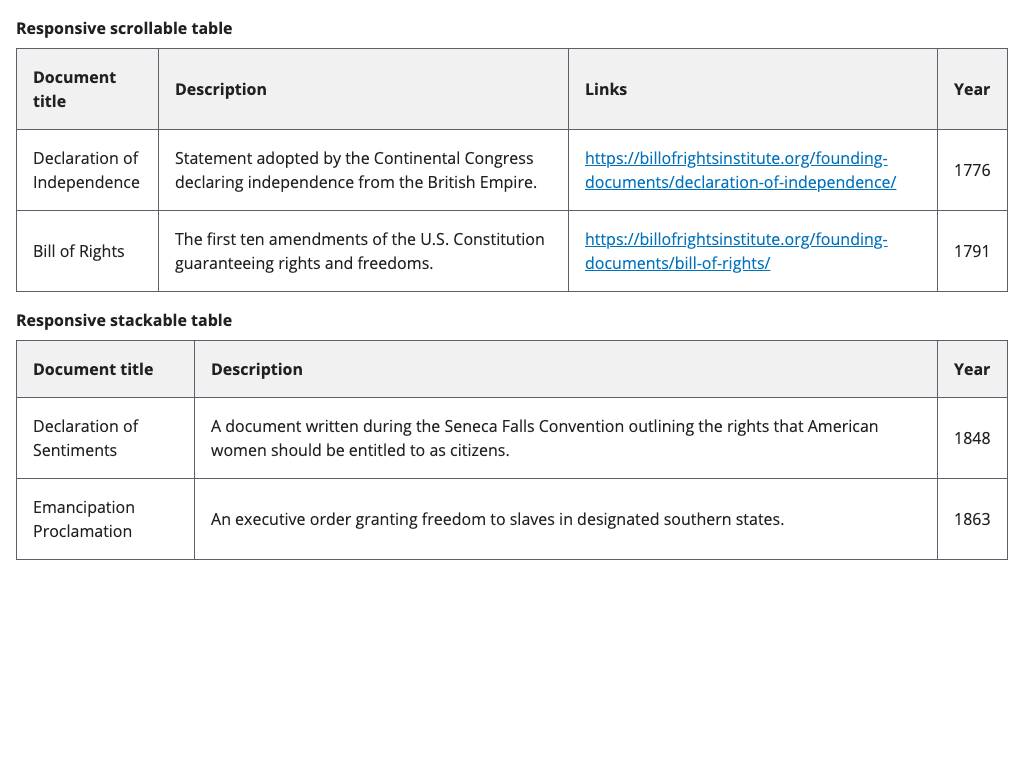 Responsive scrollable table
Document
title
Description
Links
Year
Declaration of
Independence
Statement adopted by the Continental Congress
declaring independence from the British Empire.
https://billofrightsinstitute.org/founding-
documents/declaration-of-independence/
1776
Bill of Rights
The first ten amendments of the U.S. Constitution
guaranteeing rights and freedoms.
https://billofrightsinstitute.org/founding-
documents/bill-of-rights/
1791
Responsive stackable table
Document title
Description
Year
Declaration of
Sentiments
A document written during the Seneca Falls Convention outlining the rights that American
women should be entitled to as citizens.
1848
Emancipation
Proclamation
An executive order granting freedom to slaves in designated southern states.
1863